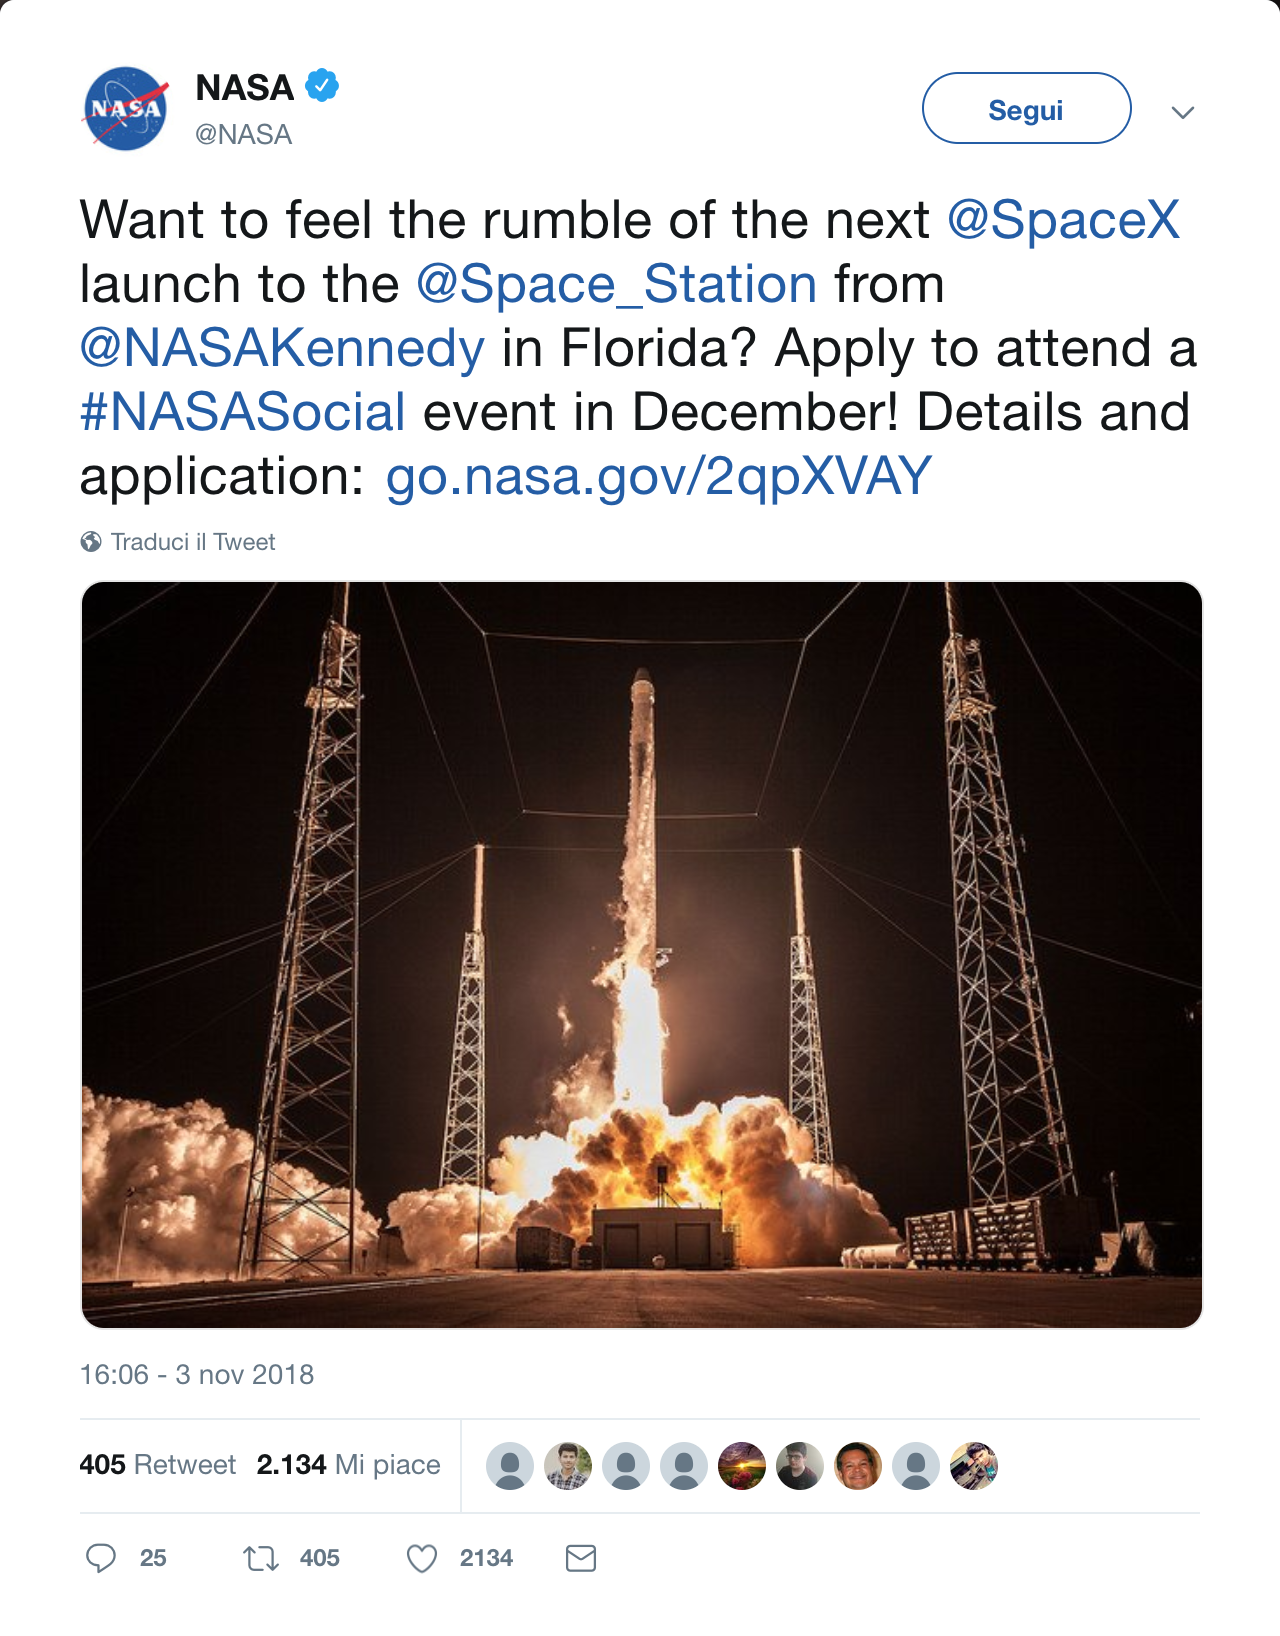 NASA
NASA
@NASA
Segui
Want to feel the rumble of the next @SpaceX
launch to the @Space_Station from
@NASAKennedy in Florida? Apply to attend a
#NASASocial event in December! Details and
application: go.nasa.gov/2qpXVAY
Traduci il Tweet
16:06 - 3 nov 2018
405 Retweet 2.134 Mi piace
25 405 2134